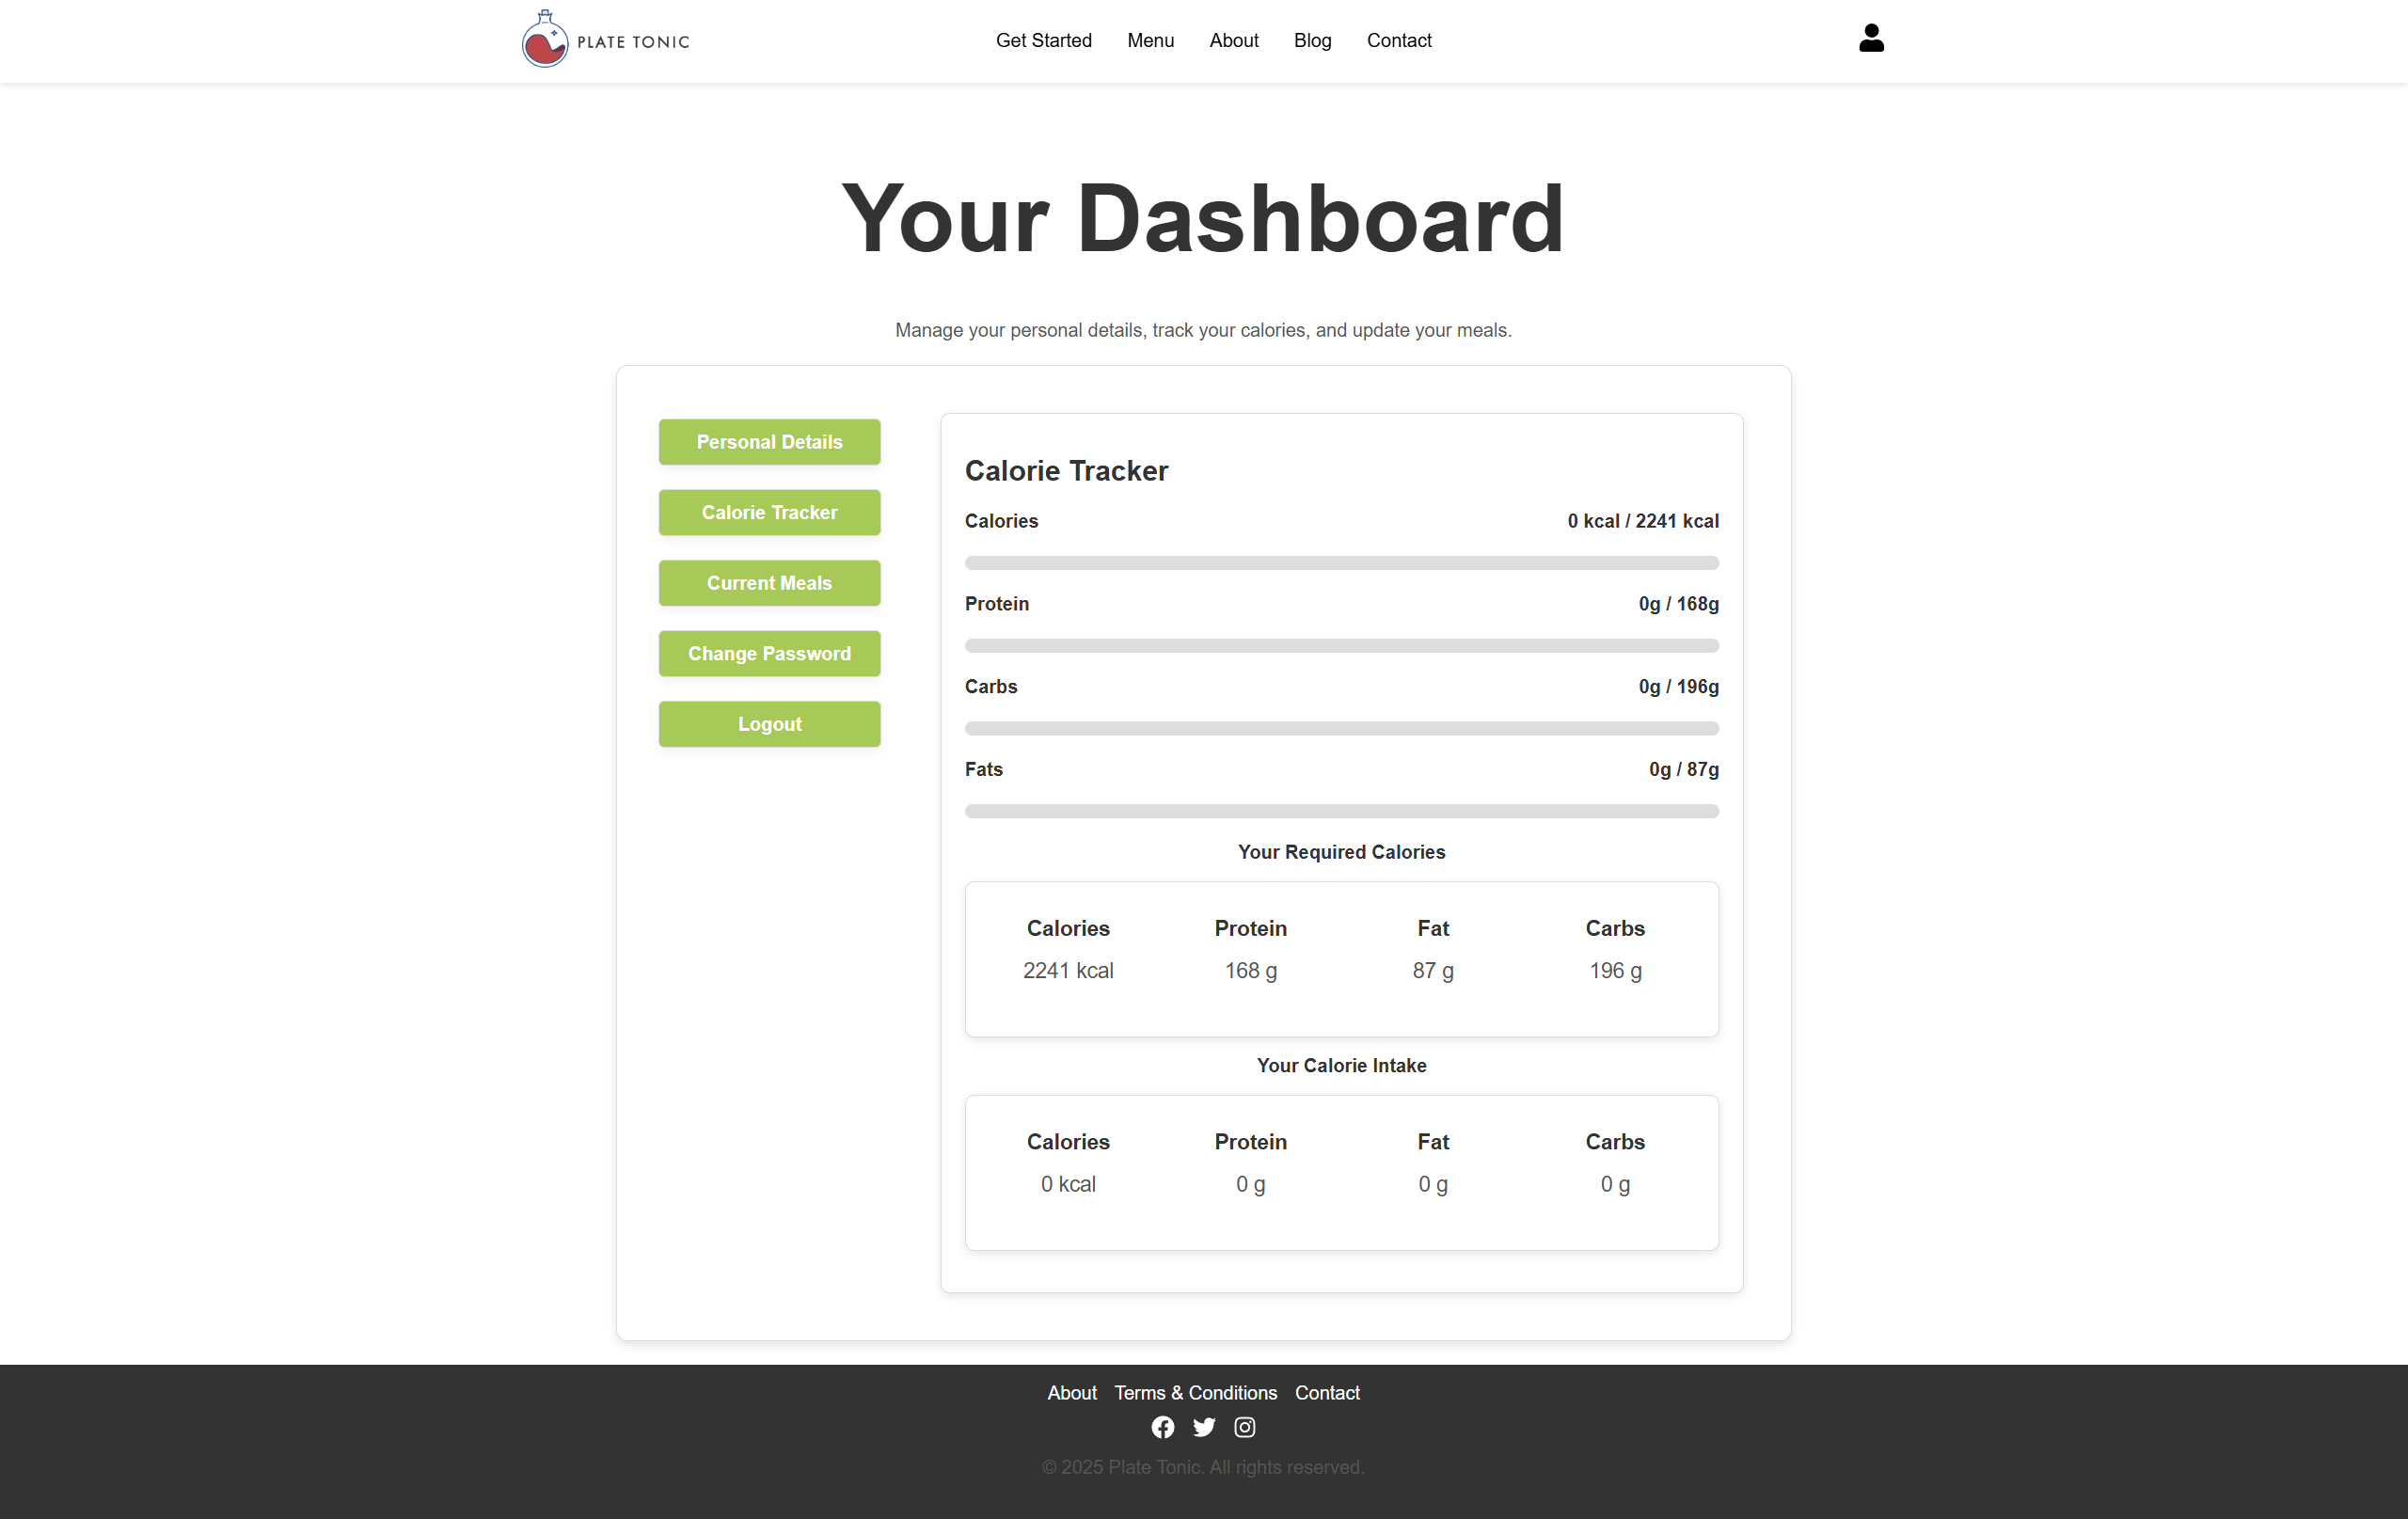 PLATE TONIC
Get Started Menu About Blog Contact
Your Dashboard
Manage your personal details, track your calories, and update your meals.
Personal Details
Calorie Tracker
Current Meals
Change Password
Logout
Calorie Tracker
Calories 0 kcal / 2241 kcal
Protein 0g / 168g
Carbs 0g / 196g
Fats 0g / 87g
Your Required Calories
Calories Protein Fat Carbs
2241 kcal 168 g 87 g 196 g
Your Calorie Intake
Calories Protein Fat Carbs
0 kcal 0 g 0 g 0 g
About Terms & Conditions Contact
© 2025 Plate Tonic. All rights reserved.